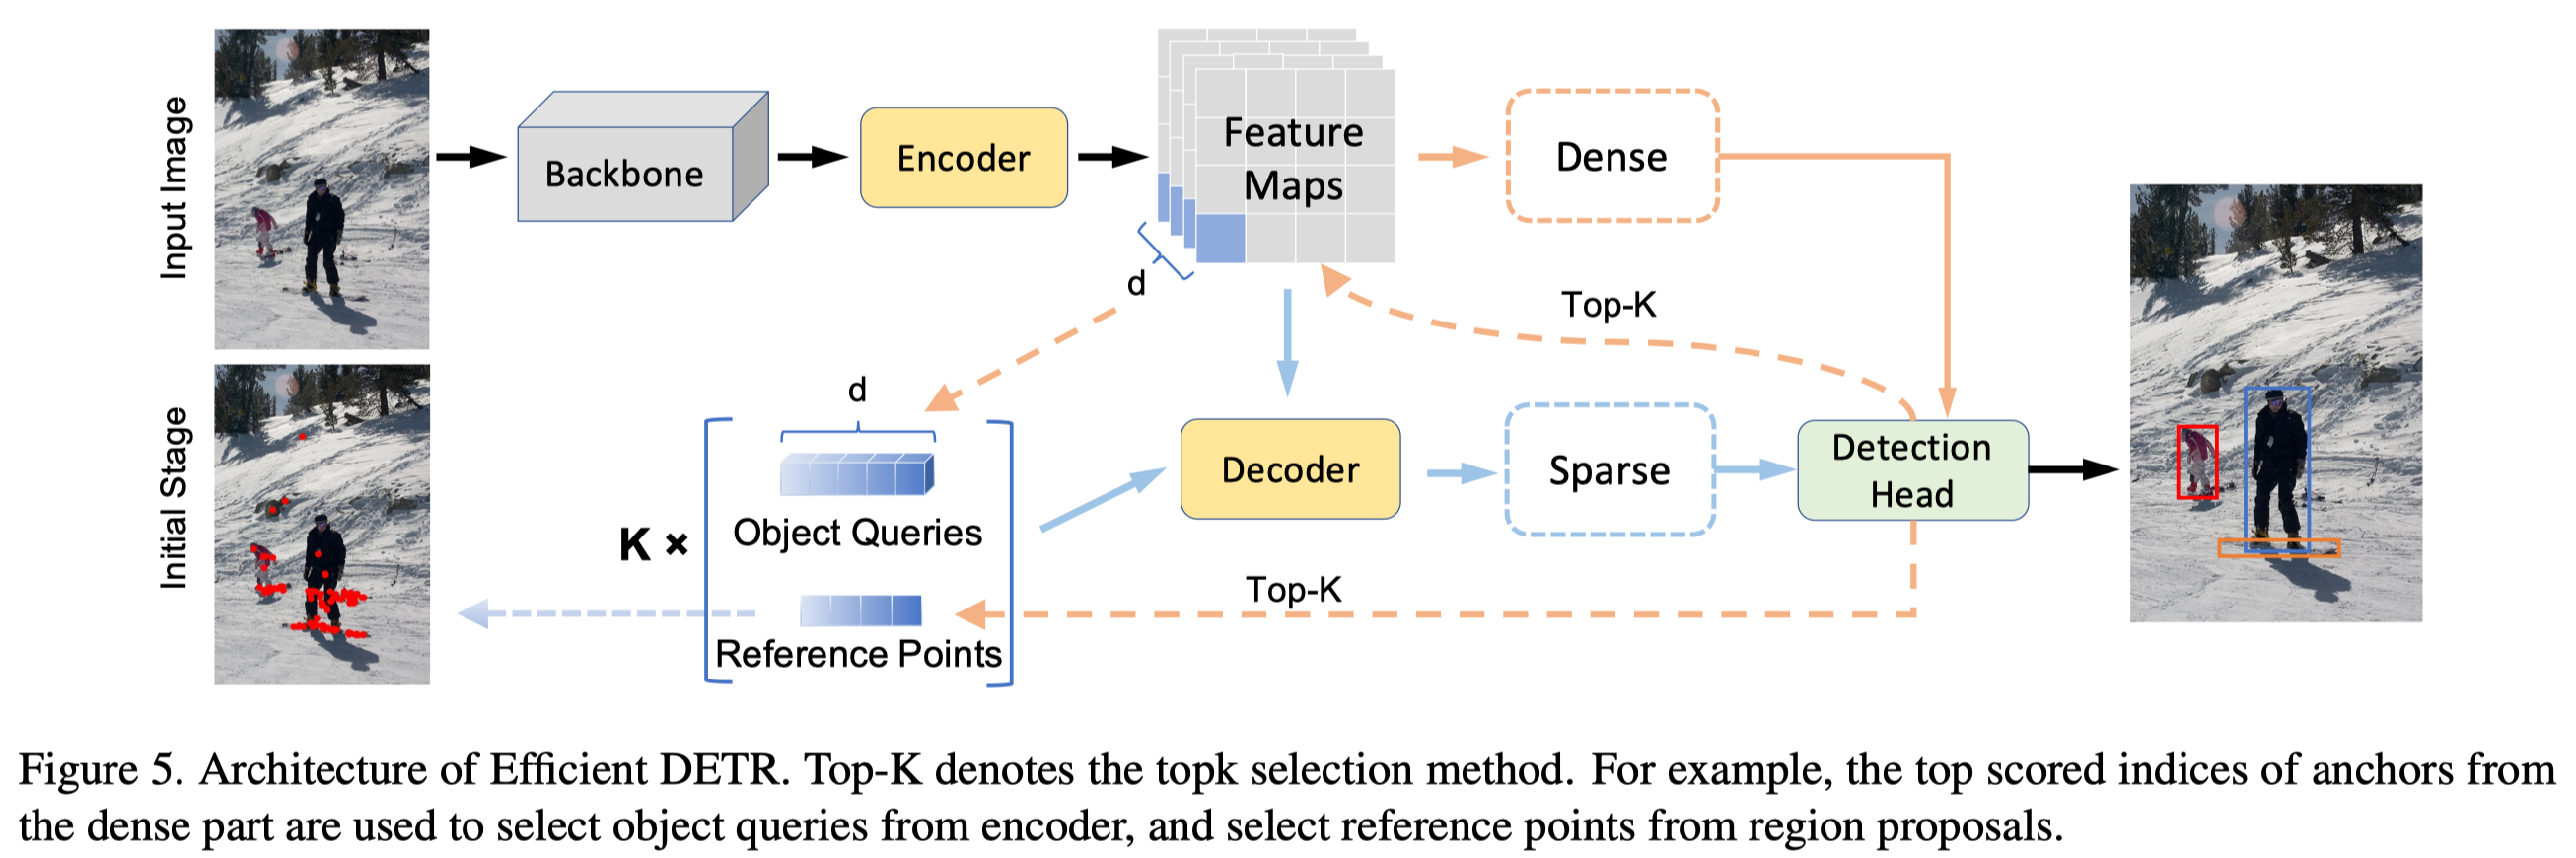 Input Image
Backbone
Encoder
Feature
Maps
d
Dense
Top-K
Initial Stage
K ×
d
Object Queries
Reference Points
Decoder
Sparse
Detection
Head
Top-K
Figure 5. Architecture of Efficient DETR. Top-K denotes the topk selection method. For example, the top scored indices of anchors from
the dense part are used to select object queries from encoder, and select reference points from region proposals.